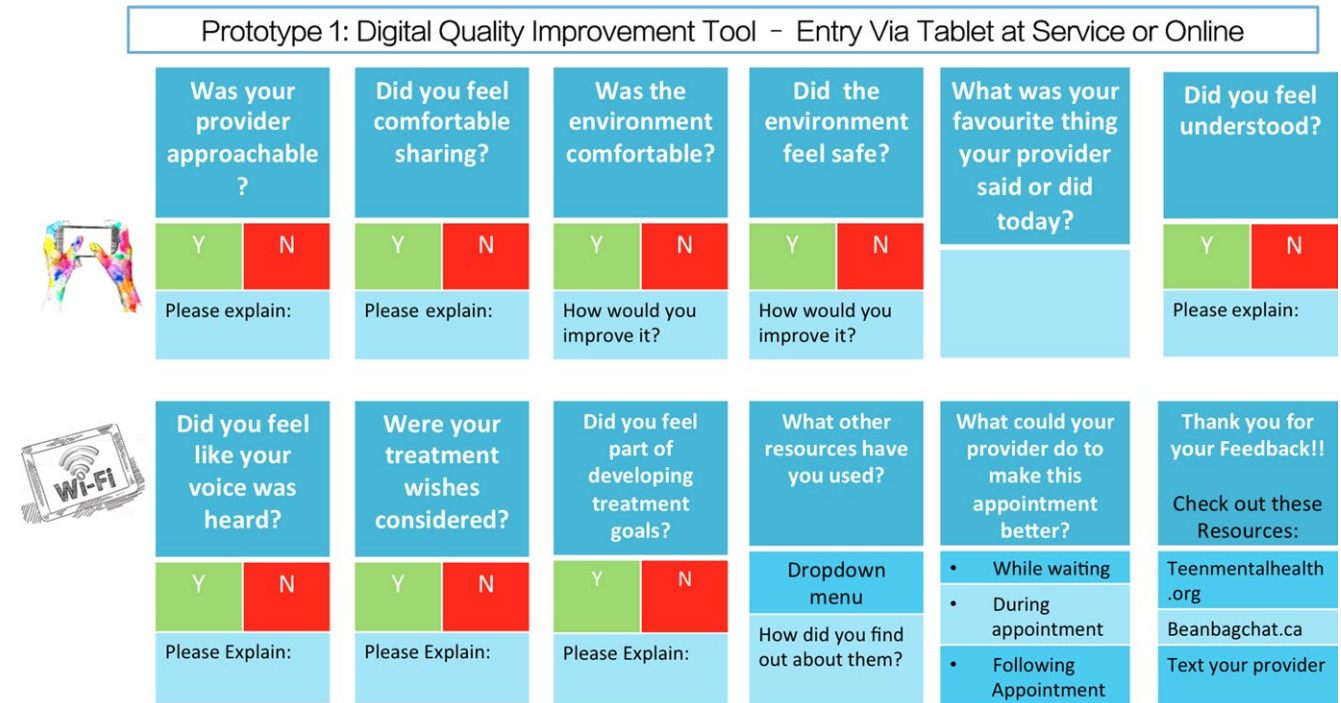 Prototype 1: Digital Quality Improvement Tool – Entry Via Tablet at Service or Online
Was your
provider
approachable
?
Y N
Please explain:
Did you feel
comfortable
sharing?
Y N
Please explain:
Was the
environment
comfortable?
Y N
How would you
improve it?
Did the
environment
feel safe?
Y N
How would you
improve it?
What was your
favourite thing
your provider
said or did
today?
Did you feel
understood?
Y N
Please explain:
Wi-Fi
Did you feel
like your
voice was
heard?
Y N
Please Explain:
Were your
treatment
wishes
considered?
Y N
Please Explain:
Did you feel
part of
developing
treatment
goals?
Y N
Please Explain:
What other
resources have
you used?
Dropdown
menu
How did you find
out about them?
What could your
provider do to
make this
appointment
better?
• While waiting
• During
appointment
• Following
Appointment
Thank you for
your Feedback!!
Check out these
Resources:
Teenmentalhealth
.org
Beanbagchat.ca
Text your provider